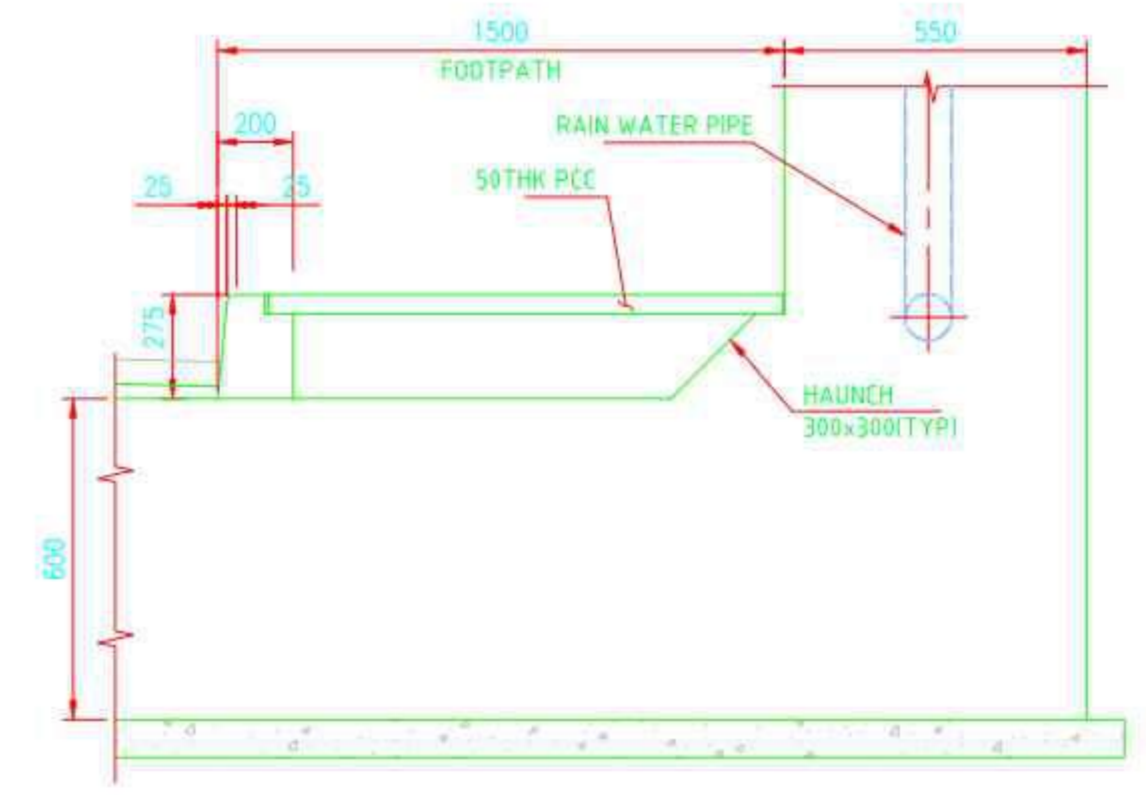 1500
550
FOOTPATH
200
RAIN WATER PIPE
25
25
50THK PCC
275
HAUNCH
300x300(TYP)
600